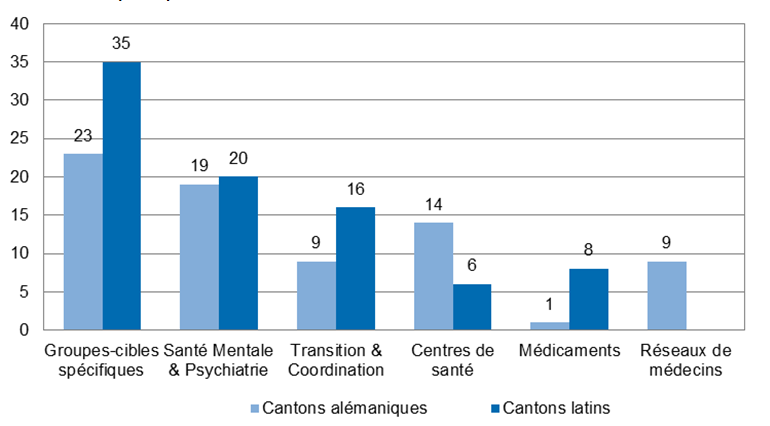 40
35
30
25
20
15
10
5
0
23
35
19
20
9
16
14
6
1
8
9
Groupes-cibles spécifiques
Santé Mentale & Psychiatrie
Transition & Coordination
Centres de santé
Médicaments
Réseaux de médecins
Cantons alémaniques
Cantons latins